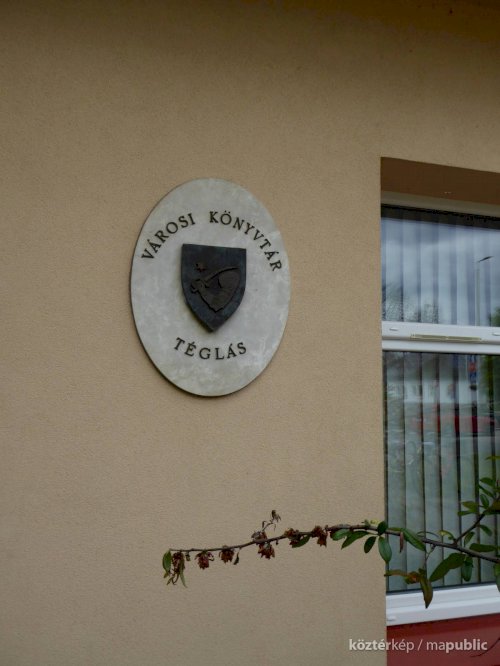 VÁROSI KÖNYVTÁR
TÉGLÁS
köztérkép / mapublic